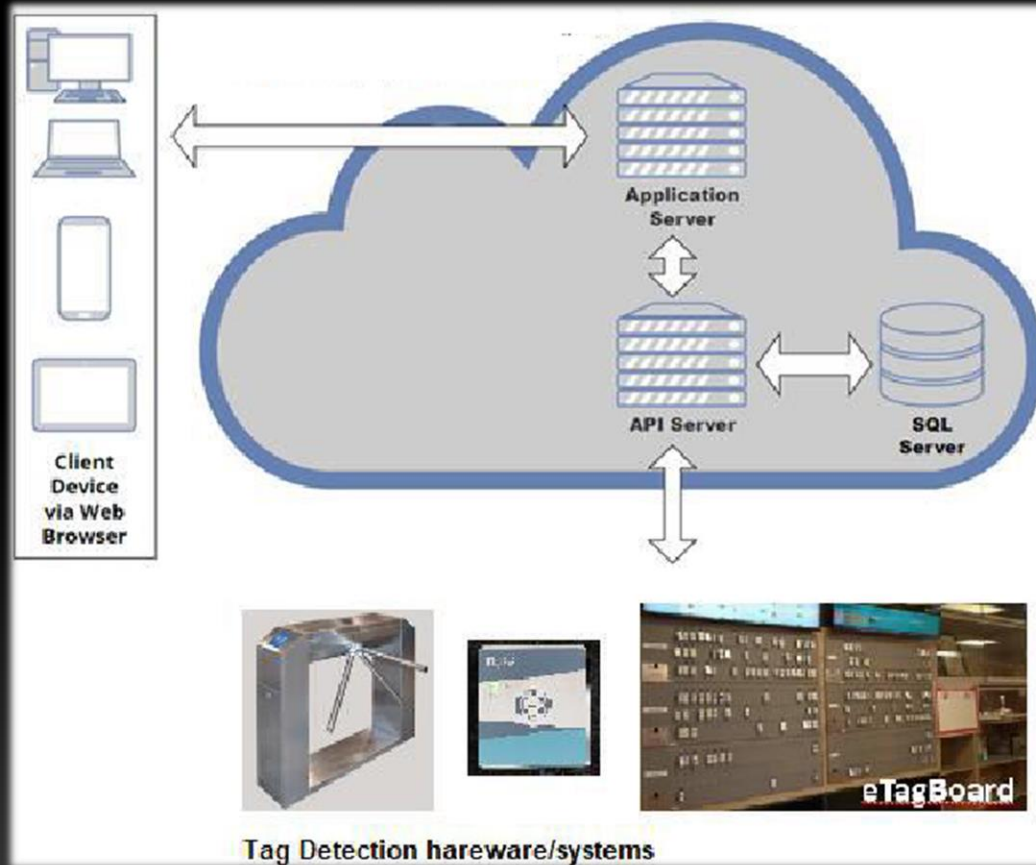 Application
Server
API Server
SQL
Server
Client
Device
via Web
Browser
eTagBoard
Tag Detection hareware/systems